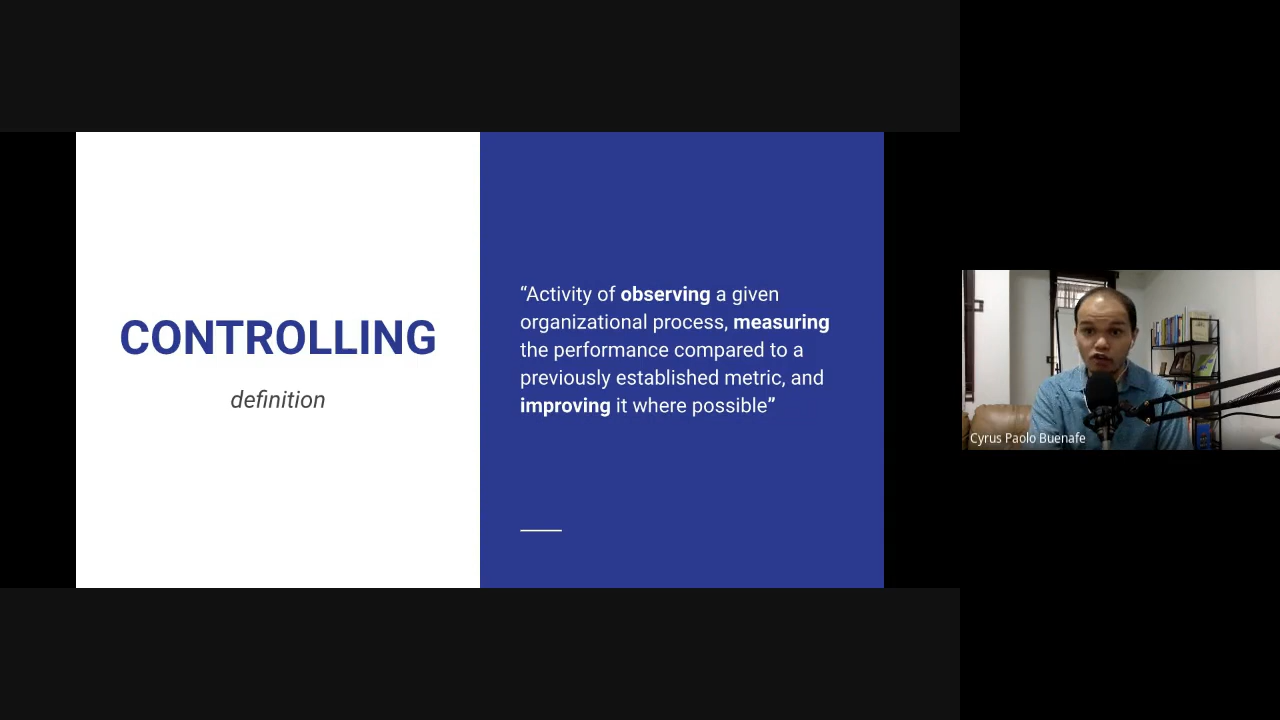 CONTROLLING
definition
“Activity of observing a given
organizational process, measuring
the performance compared to a
previously established metric, and
improving it where possible”
Cyrus Paolo Buenafe